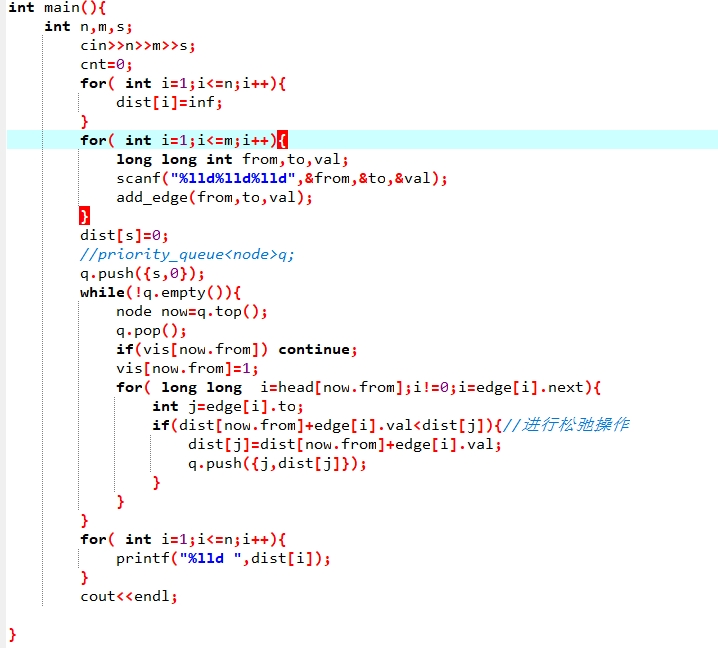 int main(){
    int n,m,s;
        cin>>n>>m>>s;
        cnt=0;
        for( int i=1;i<=n;i++){
            dist[i]=inf;
        }
        for( int i=1;i<=m;i++){
            long long int from,to,val;
            scanf("%lld%lld%lld",&from,&to,&val);
            add_edge(from,to,val);
        }
        dist[s]=0;
        //priority_queue<node>q;
        q.push({s,0});
        while(!q.empty()){
            node now=q.top();
            q.pop();
            if(vis[now.from]) continue;
            vis[now.from]=1;
            for( long long  i=head[now.from];i!=0;i=edge[i].next){
                int j=edge[i].to;
                if(dist[now.from]+edge[i].val<dist[j]){//进行松弛操作
                    dist[j]=dist[now.from]+edge[i].val;
                    q.push({j,dist[j]});
                }
            }
        }
        for( int i=1;i<=n;i++){
            printf("%lld ",dist[i]);
        }
        cout<<endl;
}